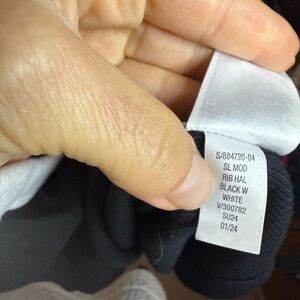 S/884720-04
SL MOD
RIB HAL
BLACK W
WHITE
V/300782
SU24
01/24